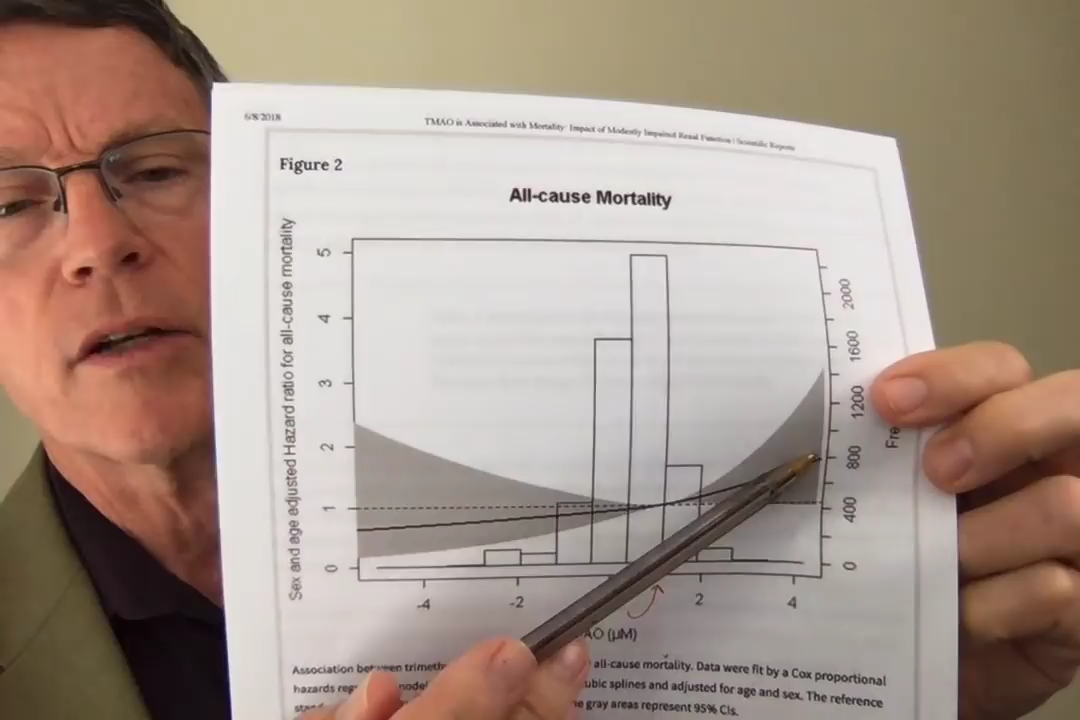 6/8/2018
TMAO is Associated with Mortality: Impact of Modestly Impaired Renal Function | Scientific Reports
Figure 2
All-cause Mortality
Sex and age adjusted Hazard ratio for all-cause mortality
5
4
3
2
1
0
2000
1600
1200
800
400
0
Fre
-4
-2
2
4
AO (µM)
Association between trimeth all-cause mortality. Data were fit by a Cox proportional
hazards reg model ubic splines and adjusted for age and sex. The reference
gray areas represent 95% CIs.